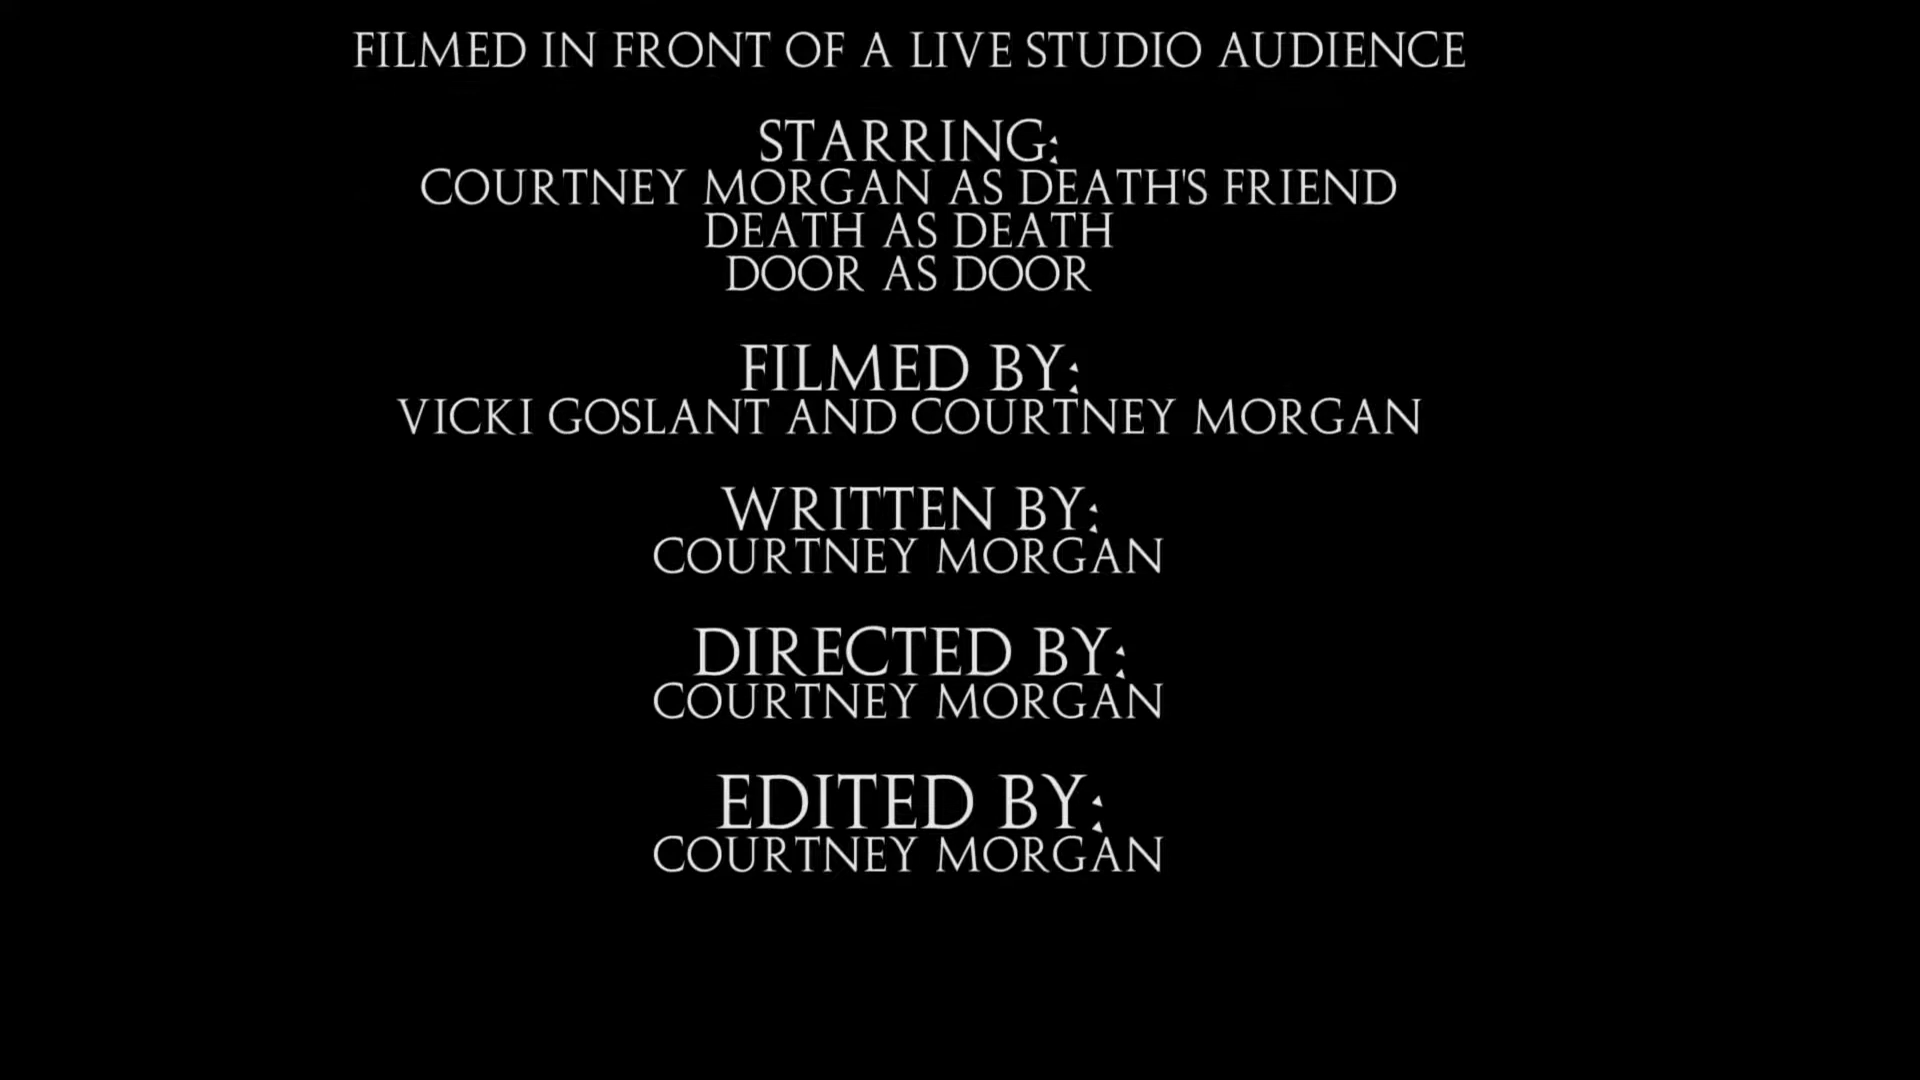 FILMED IN FRONT OF A LIVE STUDIO AUDIENCE
STARRING:
COURTNEY MORGAN AS DEATH'S FRIEND
DEATH AS DEATH
DOOR AS DOOR
FILMED BY:
VICKI GOSLANT AND COURTNEY MORGAN
WRITTEN BY:
COURTNEY MORGAN
DIRECTED BY:
COURTNEY MORGAN
EDITED BY:
COURTNEY MORGAN